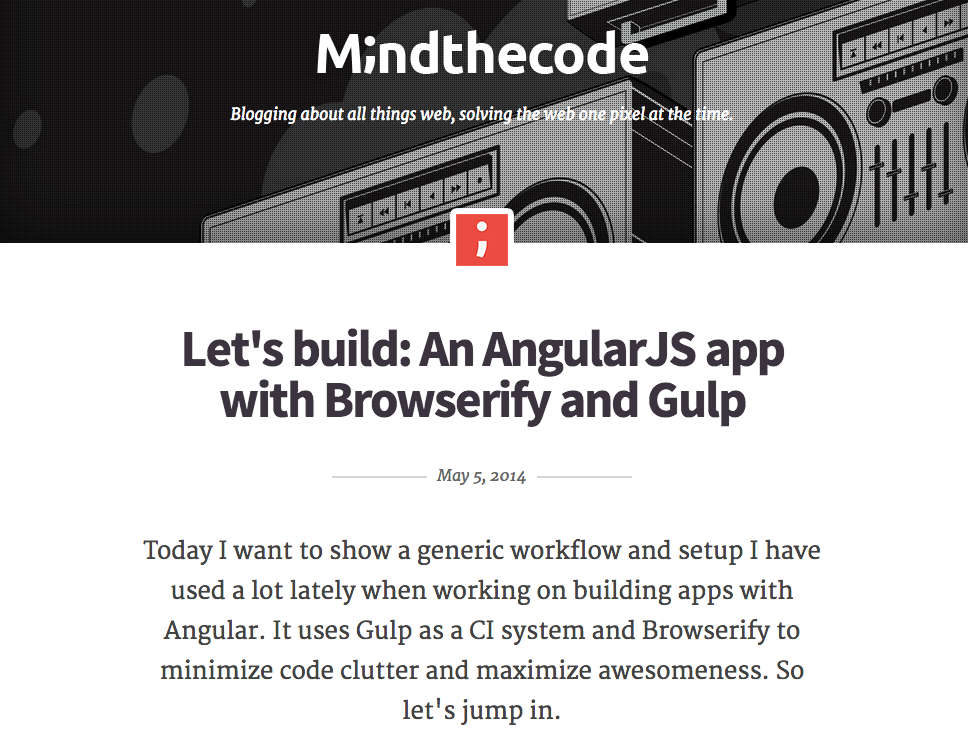 M;ndthecode
Blogging about all things web, solving the web one pixel at the time.
;
Let's build: An AngularJS app
with Browserify and Gulp
May 5, 2014
Today I want to show a generic workflow and setup I have
used a lot lately when working on building apps with
Angular. It uses Gulp as a CI system and Browserify to
minimize code clutter and maximize awesomeness. So
let's jump in.